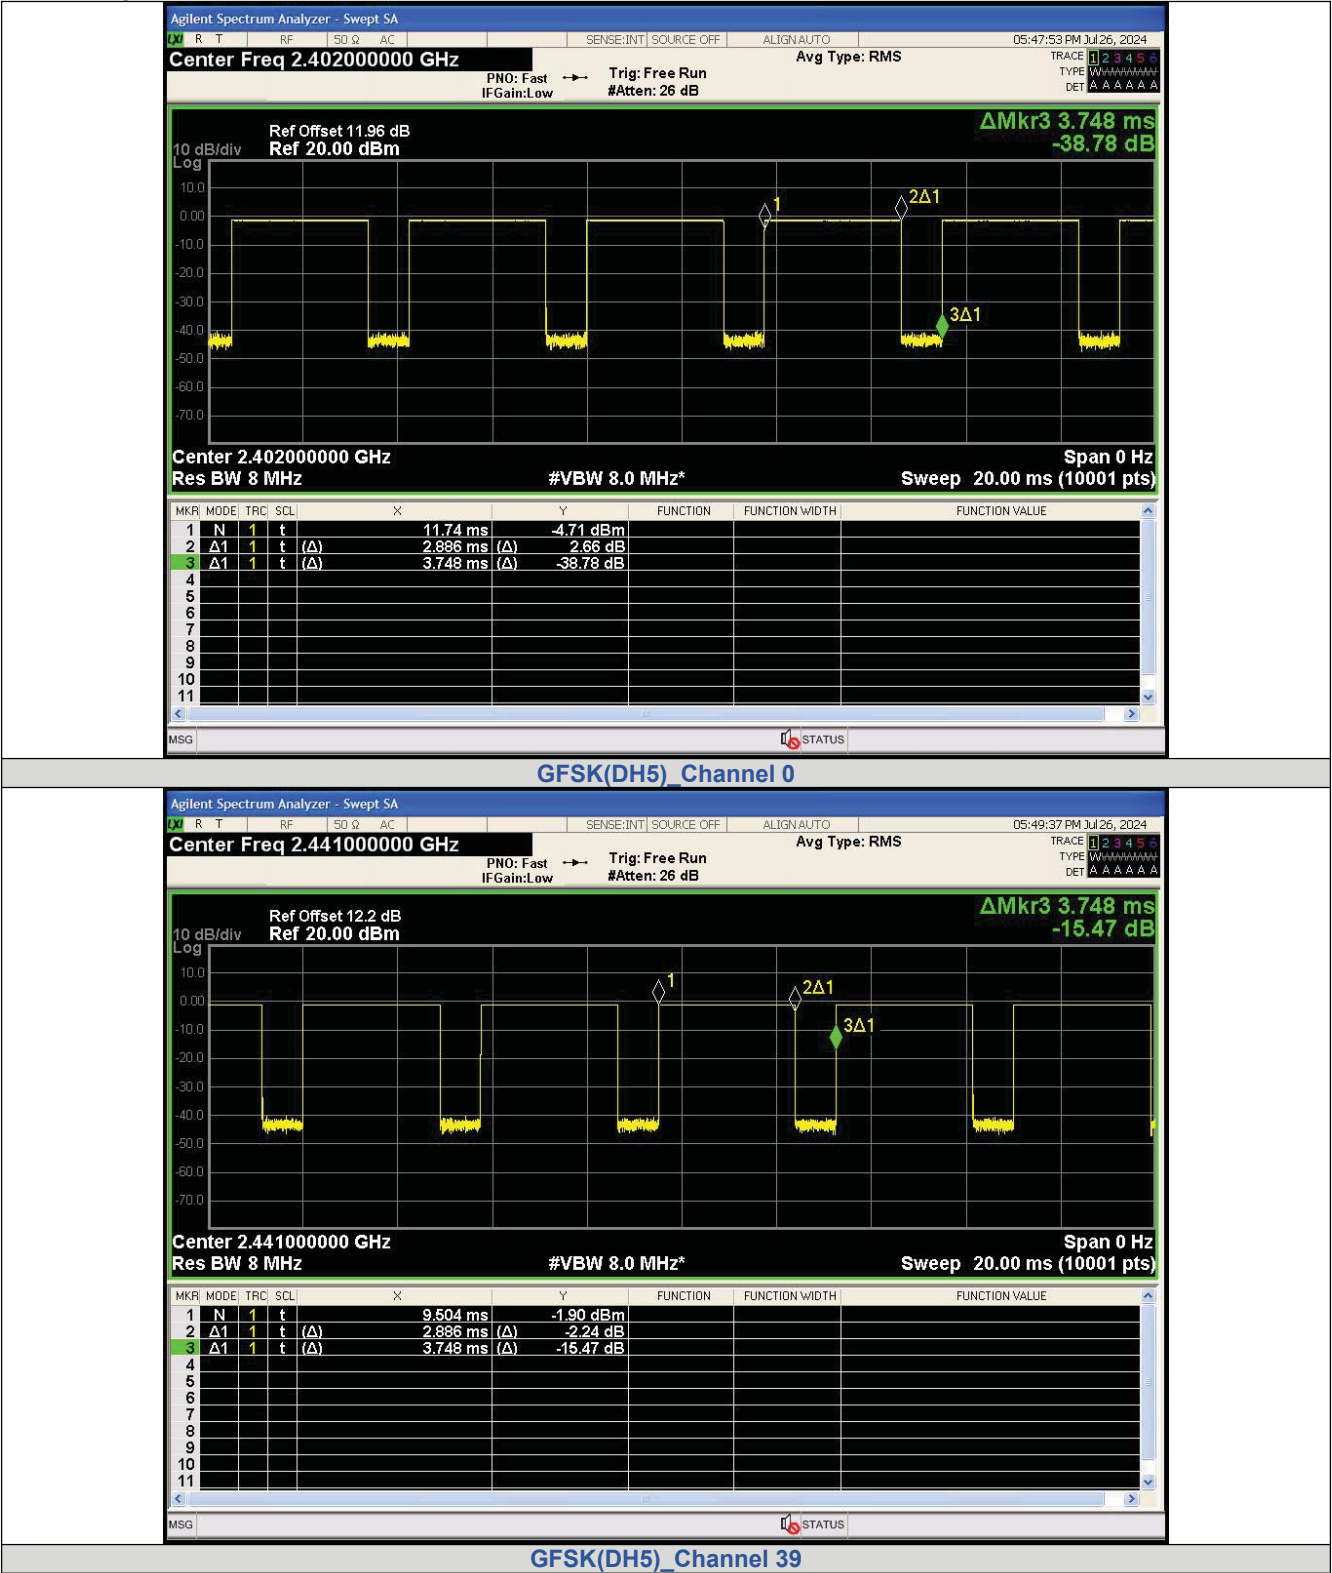 Agilent Spectrum Analyzer - Swept SA
LXI R T RF 50 Ω AC SENSE:INT SOURCE OFF ALIGNAUTO 05:47:53 PM Jul 26, 2024
Center Freq 2.402000000 GHz Avg Type: RMS TRACE 1 2 3 4 5 6
PNO: Fast Trig: Free Run TYPE W
IFGain:Low #Atten: 26 dB DET A A A A A A
ΔMkr3 3.748 ms
Ref Offset 11.96 dB
10 dB/div Ref 20.00 dBm -38.78 dB
Log
10.0
0.00
-10.0
-20.0
-30.0
-40.0
-50.0
-60.0
-70.0
1
2Δ1
3Δ1
Center 2.402000000 GHz Span 0 Hz
Res BW 8 MHz #VBW 8.0 MHz* Sweep 20.00 ms (10001 pts)
MKR MODE TRC SCL X Y FUNCTION FUNCTION WIDTH FUNCTION VALUE
1 N 1 t 11.74 ms -4.71 dBm
2 Δ1 1 t (Δ) 2.886 ms (Δ) 2.66 dB
3 Δ1 1 t (Δ) 3.748 ms (Δ) -38.78 dB
4
5
6
7
8
9
10
11
MSG STATUS
GFSK(DH5)_Channel 0
Agilent Spectrum Analyzer - Swept SA
LXI R T RF 50 Ω AC SENSE:INT SOURCE OFF ALIGNAUTO 05:49:37 PM Jul 26, 2024
Center Freq 2.441000000 GHz Avg Type: RMS TRACE 1 2 3 4 5 6
PNO: Fast Trig: Free Run TYPE W
IFGain:Low #Atten: 26 dB DET A A A A A A
ΔMkr3 3.748 ms
Ref Offset 12.2 dB
10 dB/div Ref 20.00 dBm -15.47 dB
Log
10.0
0.00
-10.0
-20.0
-30.0
-40.0
-50.0
-60.0
-70.0
1
2Δ1
3Δ1
Center 2.441000000 GHz Span 0 Hz
Res BW 8 MHz #VBW 8.0 MHz* Sweep 20.00 ms (10001 pts)
MKR MODE TRC SCL X Y FUNCTION FUNCTION WIDTH FUNCTION VALUE
1 N 1 t 9.504 ms -1.90 dBm
2 Δ1 1 t (Δ) 2.886 ms (Δ) -2.24 dB
3 Δ1 1 t (Δ) 3.748 ms (Δ) -15.47 dB
4
5
6
7
8
9
10
11
MSG STATUS
GFSK(DH5)_Channel 39